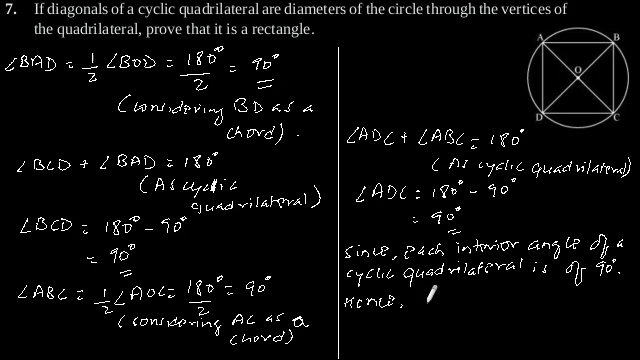 7. If diagonals of a cyclic quadrilateral are diameters of the circle through the vertices of
the quadrilateral, prove that it is a rectangle.
∠BAD = 1/2 ∠BOD = 180°/2 = 90°
(Considering BD as a
chord).
∠BCD + ∠BAD = 180°
(As cyclic
quadrilateral)
∠BCD = 180° - 90°
= 90°
∠ABC = 1/2 ∠AOC = 180°/2 = 90°
(Considering AC as a
chord)
A B
O
D C
∠ADC + ∠ABC = 180°
(As cyclic quadrilateral)
∠ADC = 180° - 90°
= 90°
Since, each interior angle of a
cyclic quadrilateral is of 90°.
Hence,